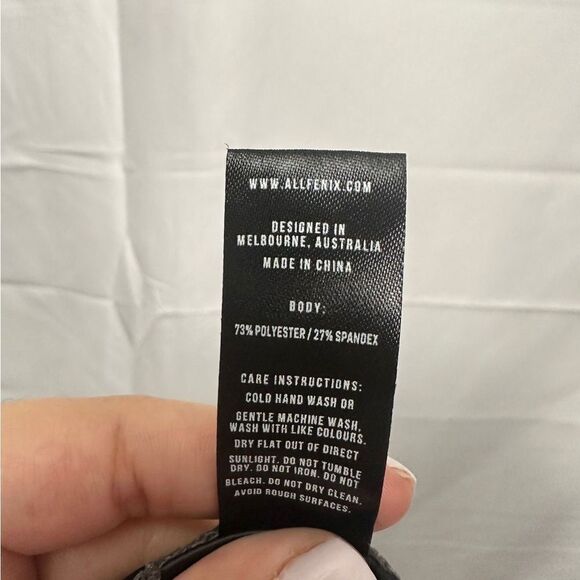 WWW.ALLFENIX.COM
DESIGNED IN
MELBOURNE, AUSTRALIA
MADE IN CHINA
BODY:
73% POLYESTER / 27% SPANDEX
CARE INSTRUCTIONS:
COLD HAND WASH OR
GENTLE MACHINE WASH,
WASH WITH LIKE COLOURS.
DRY FLAT OUT OF DIRECT
SUNLIGHT. DO NOT TUMBLE
DRY. DO NOT IRON. DO NOT
BLEACH. DO NOT DRY CLEAN.
AVOID ROUGH SURFACES.